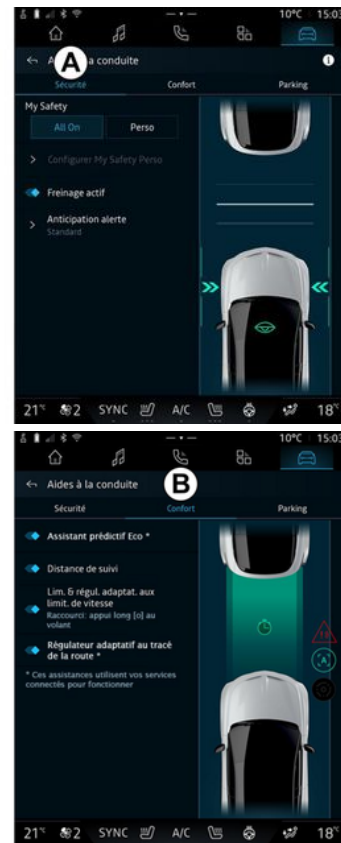 10°C 15:03
A la conduite
A
Sécurité Confort Parking
My Safety
All On Perso
Configurer My Safety Perso
Freinage actif
Anticipation alerte
Standard
21°C 2 SYNC A/C 18°
10°C 15:03
Aides à la conduite
B
Sécurité Confort Parking
Assistant prédictif Eco *
Distance de suivi
Lim. & régul. adaptat. aux
limit. de vitesse
Raccourci: appui long [o] au
volant
Régulateur adaptatif au tracé
de la route *
* Ces assistances utilisent vos services
connectés pour fonctionner
A
21°C 2 SYNC A/C 18°